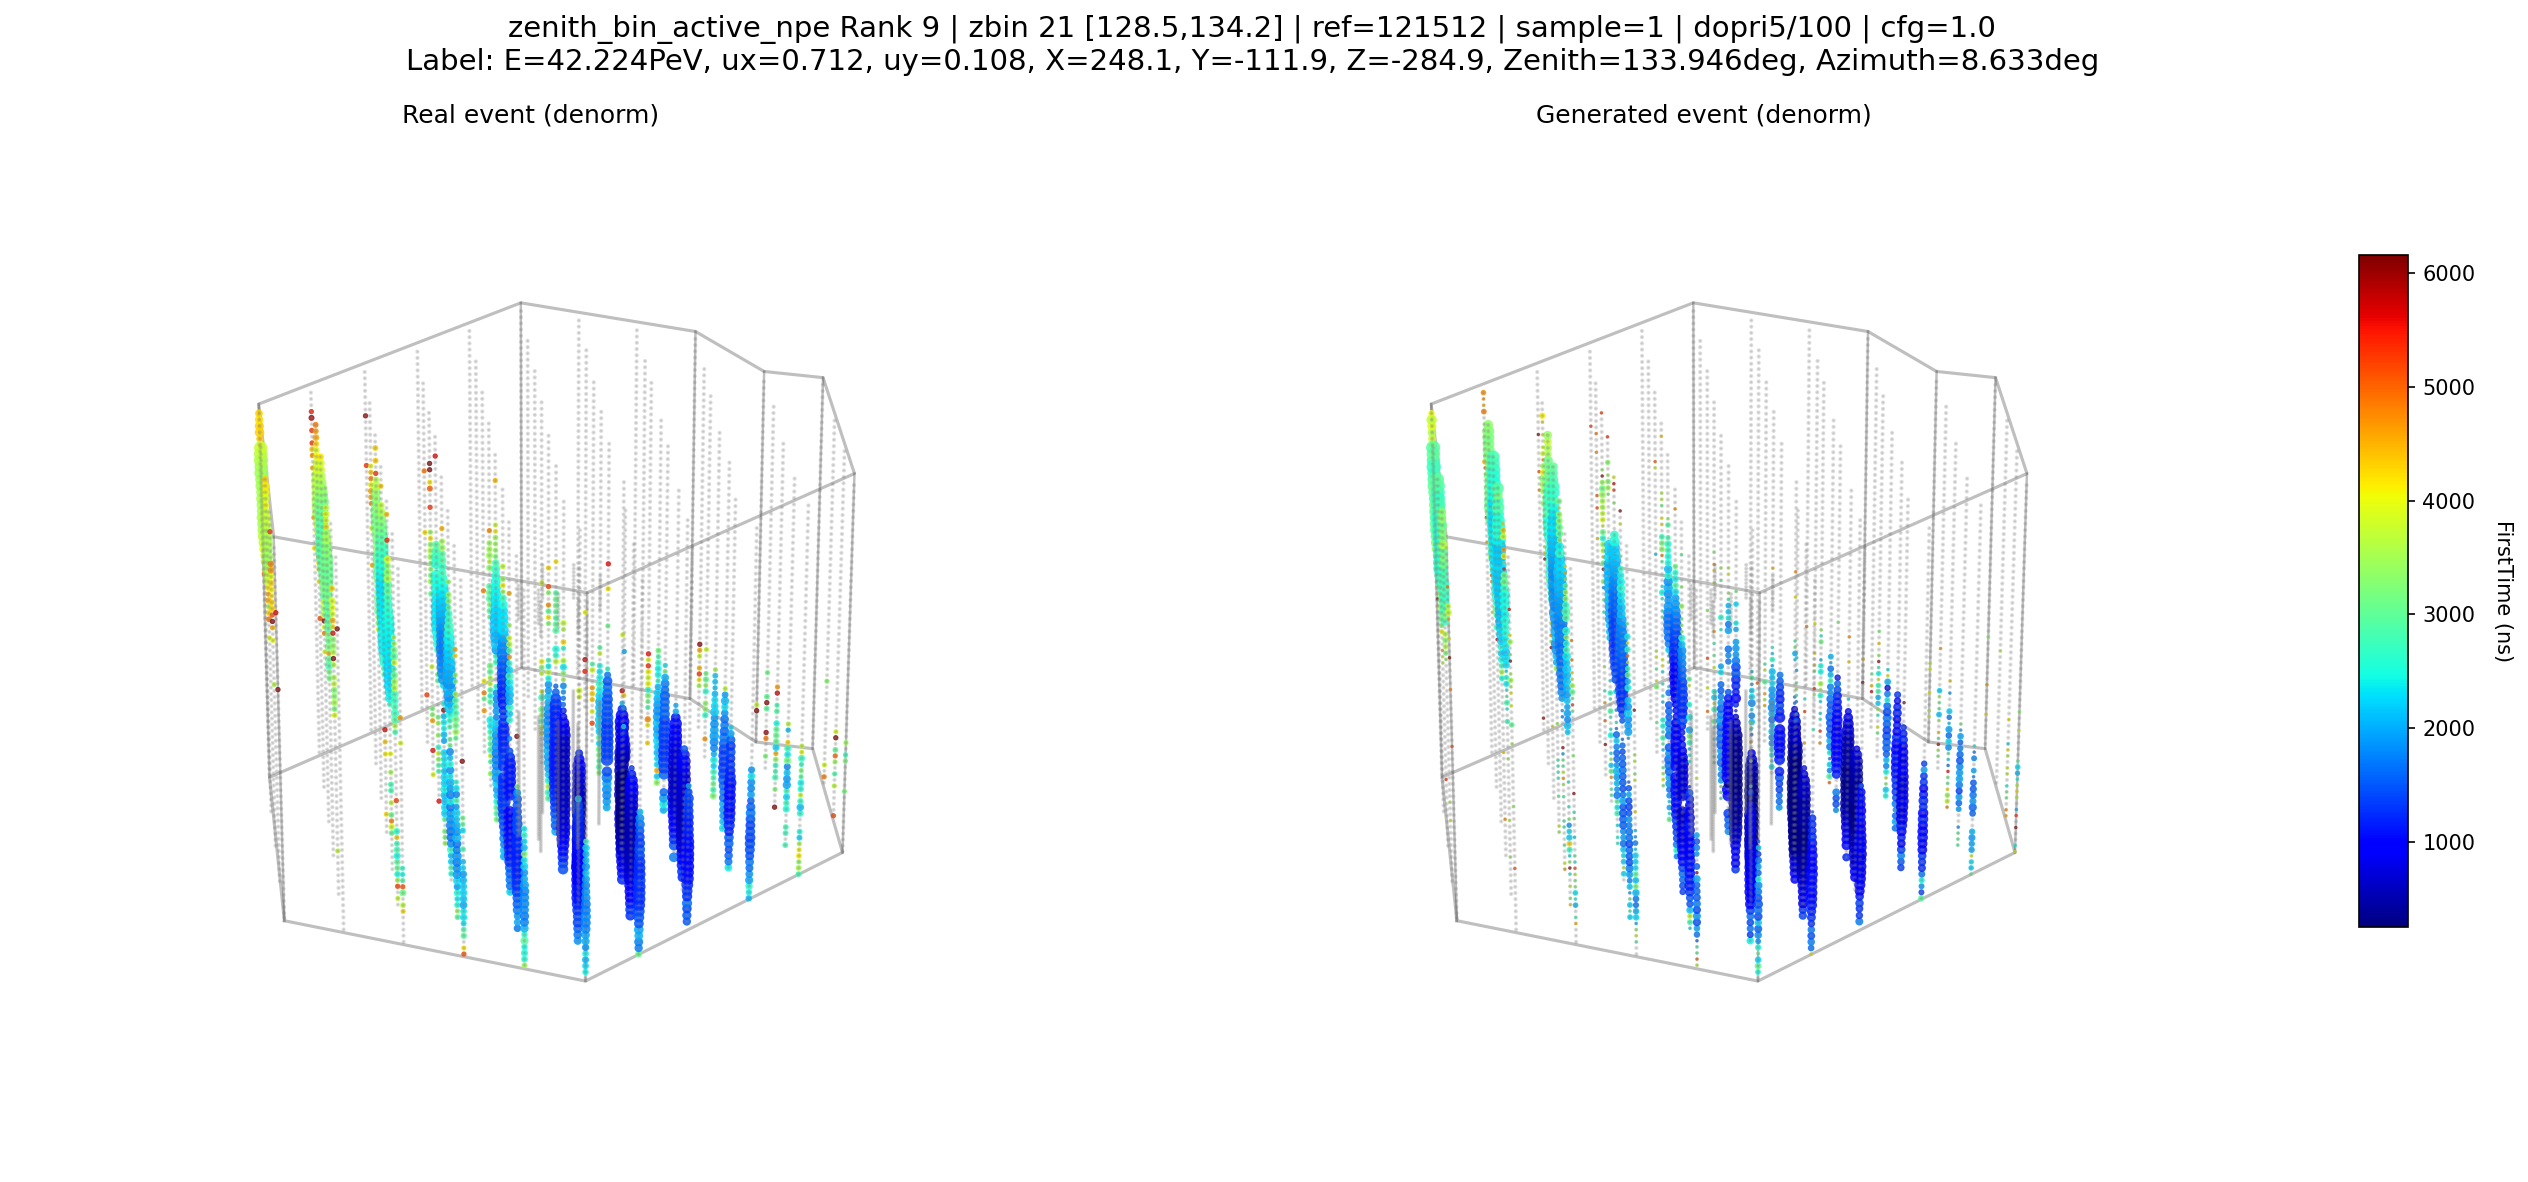 zenith_bin_active_npe Rank 9 | zbin 21 [128.5,134.2] | ref=121512 | sample=1 | dopri5/100 | cfg=1.0
Label: E=42.224PeV, ux=0.712, uy=0.108, X=248.1, Y=-111.9, Z=-284.9, Zenith=133.946deg, Azimuth=8.633deg
Real event (denorm)
Generated event (denorm)
6000
5000
4000
3000
2000
1000
FirstTime (ns)